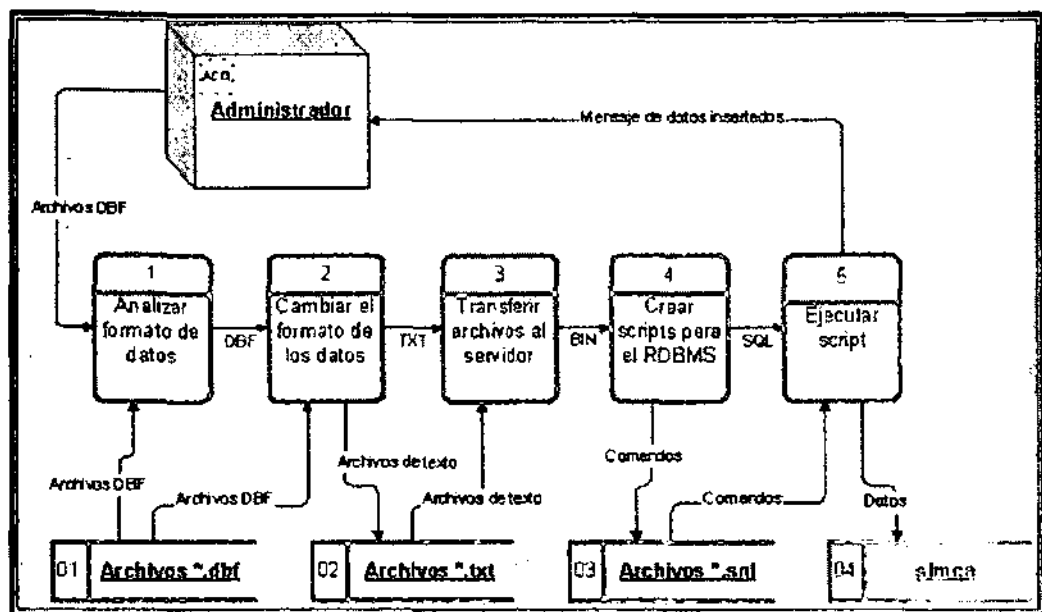 Administrador
Mensaje de datos insertados
Archivos DBF
1
Analizar
formato de
datos
DBF
2
Cambiar el
formato de
los datos
TXT
3
Transferir
archivos al
servidor
BIN
4
Crear
scripts para
el RDBMS
SQL
5
Ejecutar
script
Archivos DBF
Archivos DBF
Archivos de texto
Archivos de texto
Comandos
Comandos
Datos
01 Archivos *.dbf
02 Archivos *.txt
03
04